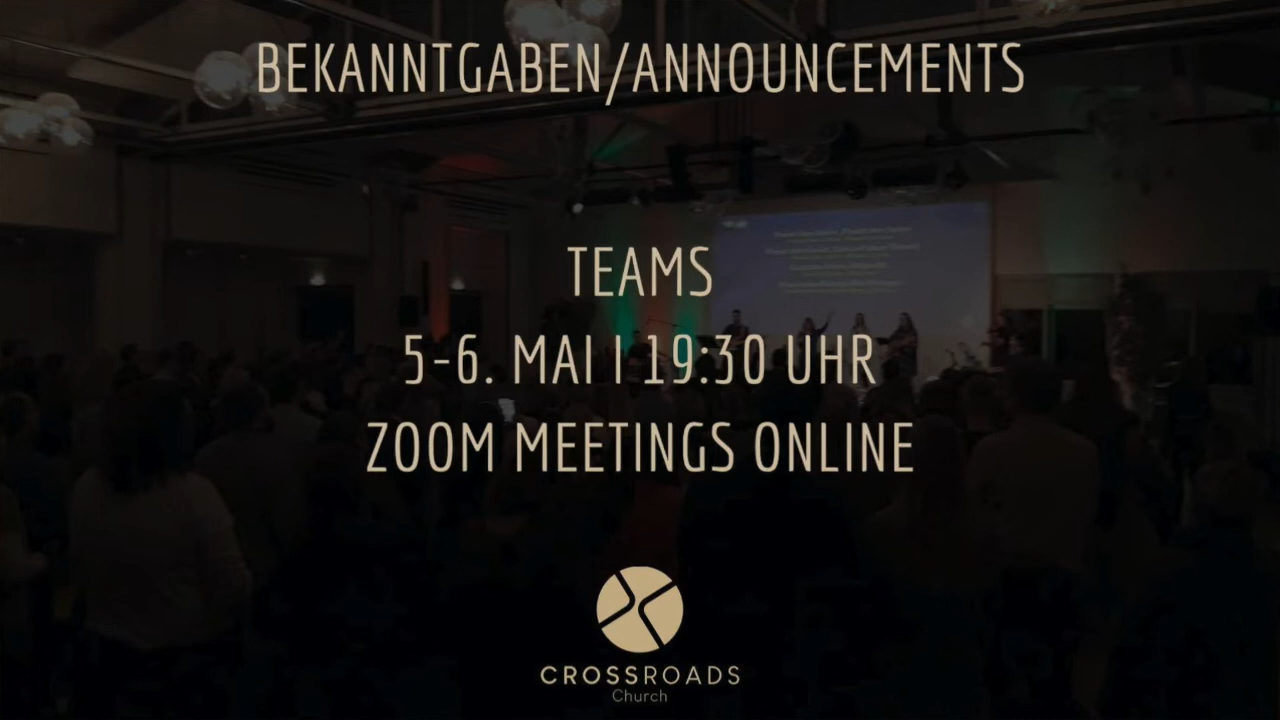 BEKANNTGABEN/ANNOUNCEMENTS
TEAMS
5-6. MAI I 19:30 UHR
ZOOM MEETINGS ONLINE
CROSSROADS
Church